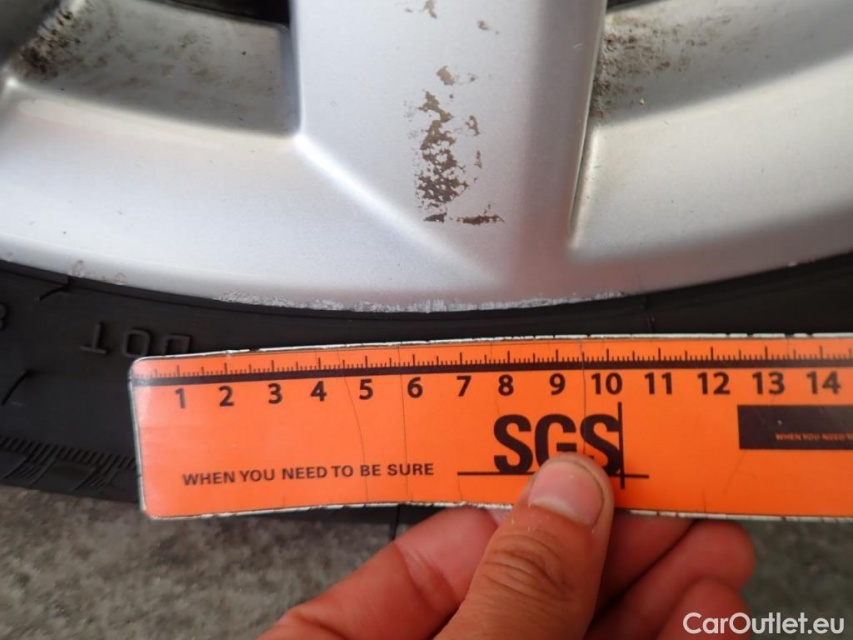 DOT
1 2 3 4 5 6 7 8 9 10 11 12 13 14
SGS
WHEN YOU NEED TO BE SURE
CarOutlet.eu